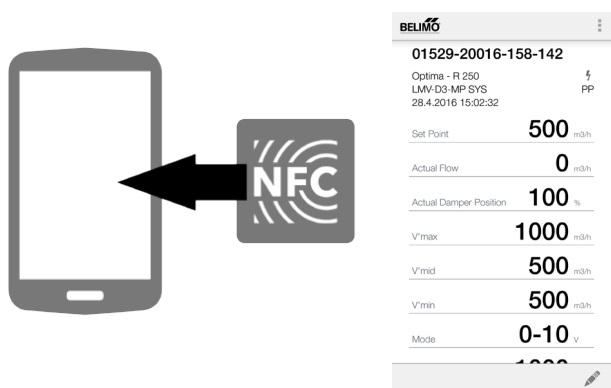 NFC
BELIMO
01529-20016-158-142
Optima - R 250
LMV-D3-MP SYS PP
28.4.2016 15:02:32
Set Point 500 m3/h
Actual Flow 0 m3/h
Actual Damper Position 100 %
V'max 1000 m3/h
V'mid 500 m3/h
V'min 500 m3/h
Mode 0-10 V